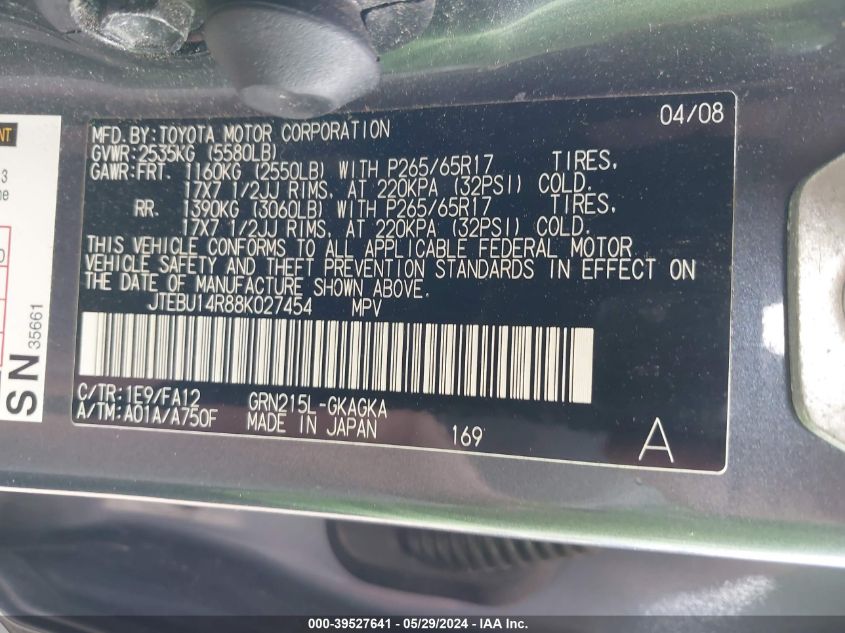 MFD. BY: TOYOTA MOTOR CORPORATION 04/08
GVWR: 2535KG (5580LB)
GAWR: FRT. 1160KG (2550LB) WITH P265/65R17 TIRES,
17X7 1/2JJ RIMS, AT 220KPA (32PSI) COLD.
RR. 1390KG (3060LB) WITH P265/65R17 TIRES,
17X7 1/2JJ RIMS, AT 220KPA (32PSI) COLD.
THIS VEHICLE CONFORMS TO ALL APPLICABLE FEDERAL MOTOR
VEHICLE SAFETY AND THEFT PREVENTION STANDARDS IN EFFECT ON
THE DATE OF MANUFACTURE SHOWN ABOVE.
JTEBU14R88K027454 MPV
C/TR: 1E9/FA12 GRN215L-GKAGKA
A/TM: A01A/A750F MADE IN JAPAN 169 A
SN 35661
000-39527641 - 05/29/2024 - IAA Inc.